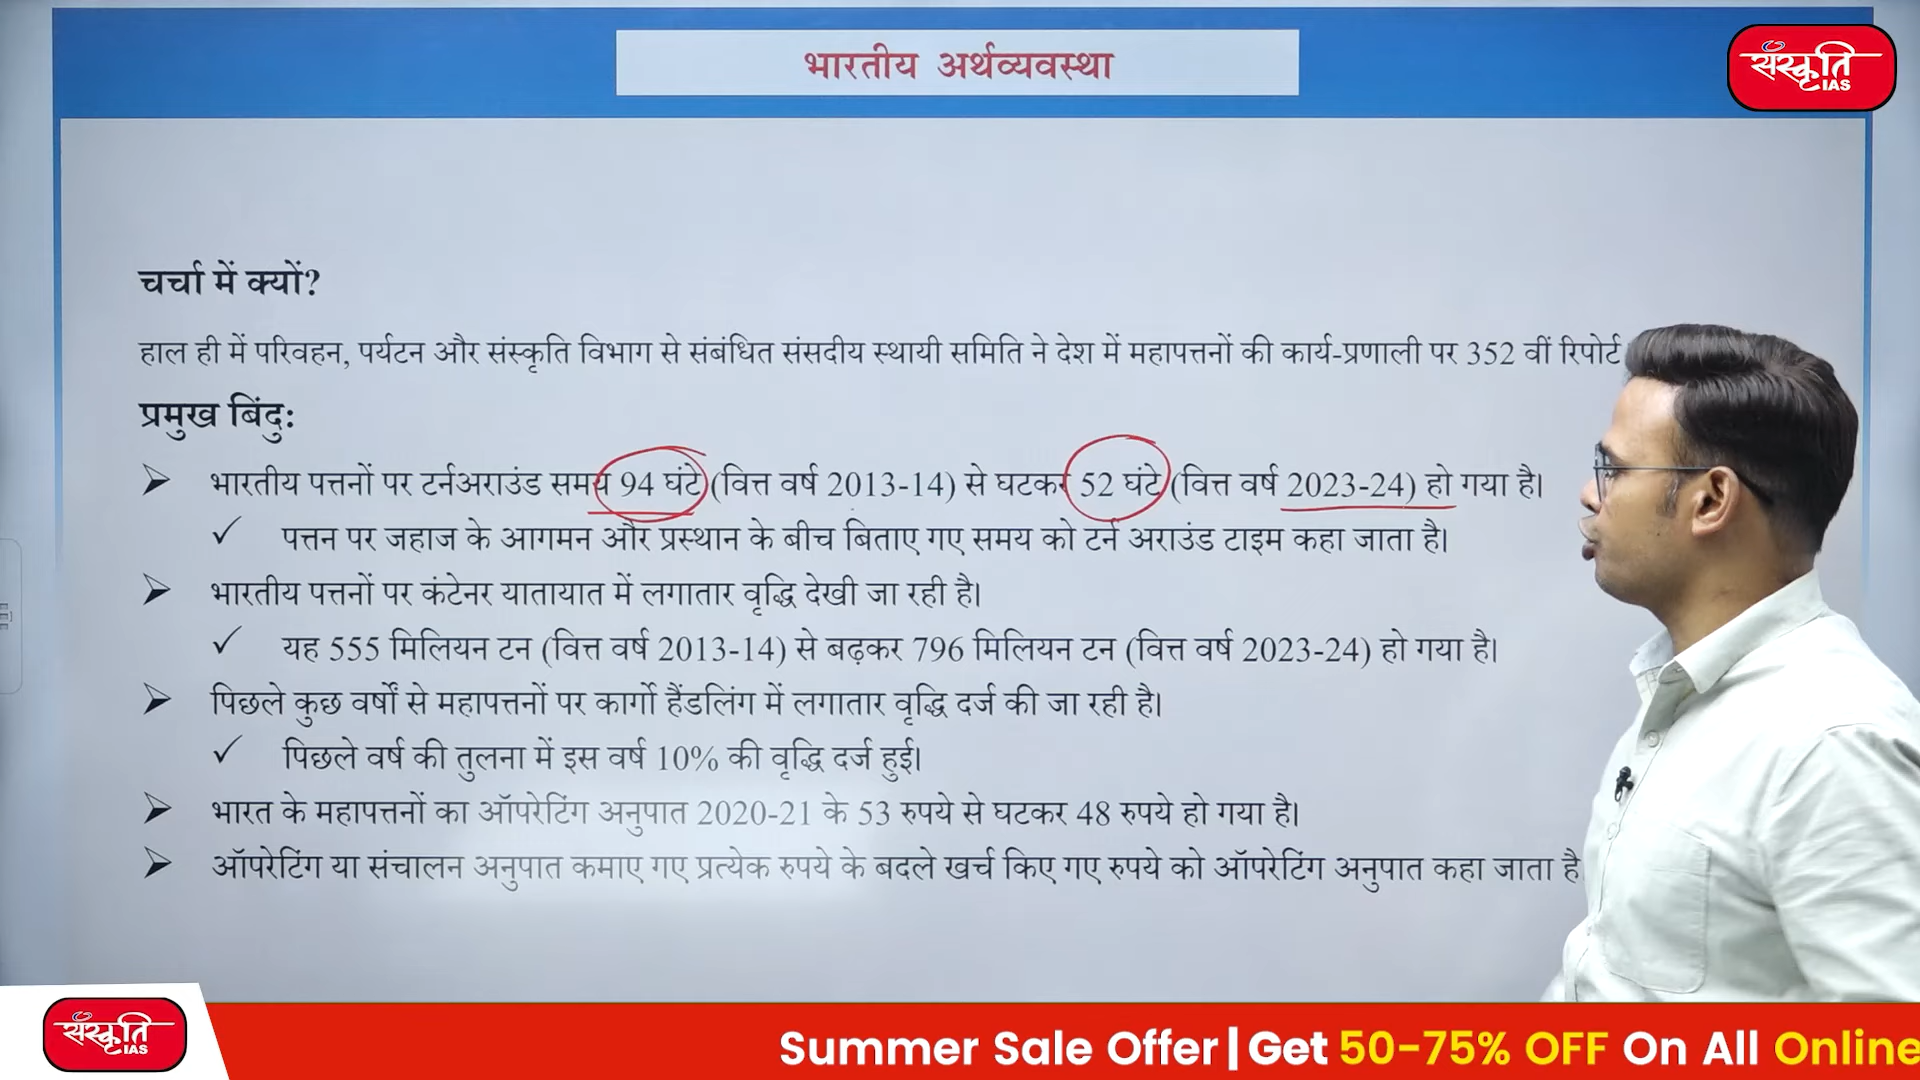 भारतीय अर्थव्यवस्था
संस्कृति
IAS
चर्चा में क्यों?
हाल ही में परिवहन, पर्यटन और संस्कृति विभाग से संबंधित संसदीय स्थायी समिति ने देश में महापत्तनों की कार्य-प्रणाली पर 352 वीं रिपोर्ट
प्रमुख बिंदु:
भारतीय पत्तनों पर टर्नअराउंड समय 94 घंटे (वित्त वर्ष 2013-14) से घटकर 52 घंटे (वित्त वर्ष 2023-24) हो गया है।
पत्तन पर जहाज के आगमन और प्रस्थान के बीच बिताए गए समय को टर्न अराउंड टाइम कहा जाता है।
भारतीय पत्तनों पर कंटेनर यातायात में लगातार वृद्धि देखी जा रही है।
यह 555 मिलियन टन (वित्त वर्ष 2013-14) से बढ़कर 796 मिलियन टन (वित्त वर्ष 2023-24) हो गया है।
पिछले कुछ वर्षों से महापत्तनों पर कार्गो हैंडलिंग में लगातार वृद्धि दर्ज की जा रही है।
पिछले वर्ष की तुलना में इस वर्ष 10% की वृद्धि दर्ज हुई।
भारत के महापत्तनों का ऑपरेटिंग अनुपात 2020-21 के 53 रुपये से घटकर 48 रुपये हो गया है।
ऑपरेटिंग या संचालन अनुपात कमाए गए प्रत्येक रुपये के बदले खर्च किए गए रुपये को ऑपरेटिंग अनुपात कहा जाता है
संस्कृति
IAS
Summer Sale Offer | Get 50-75% OFF On All Online